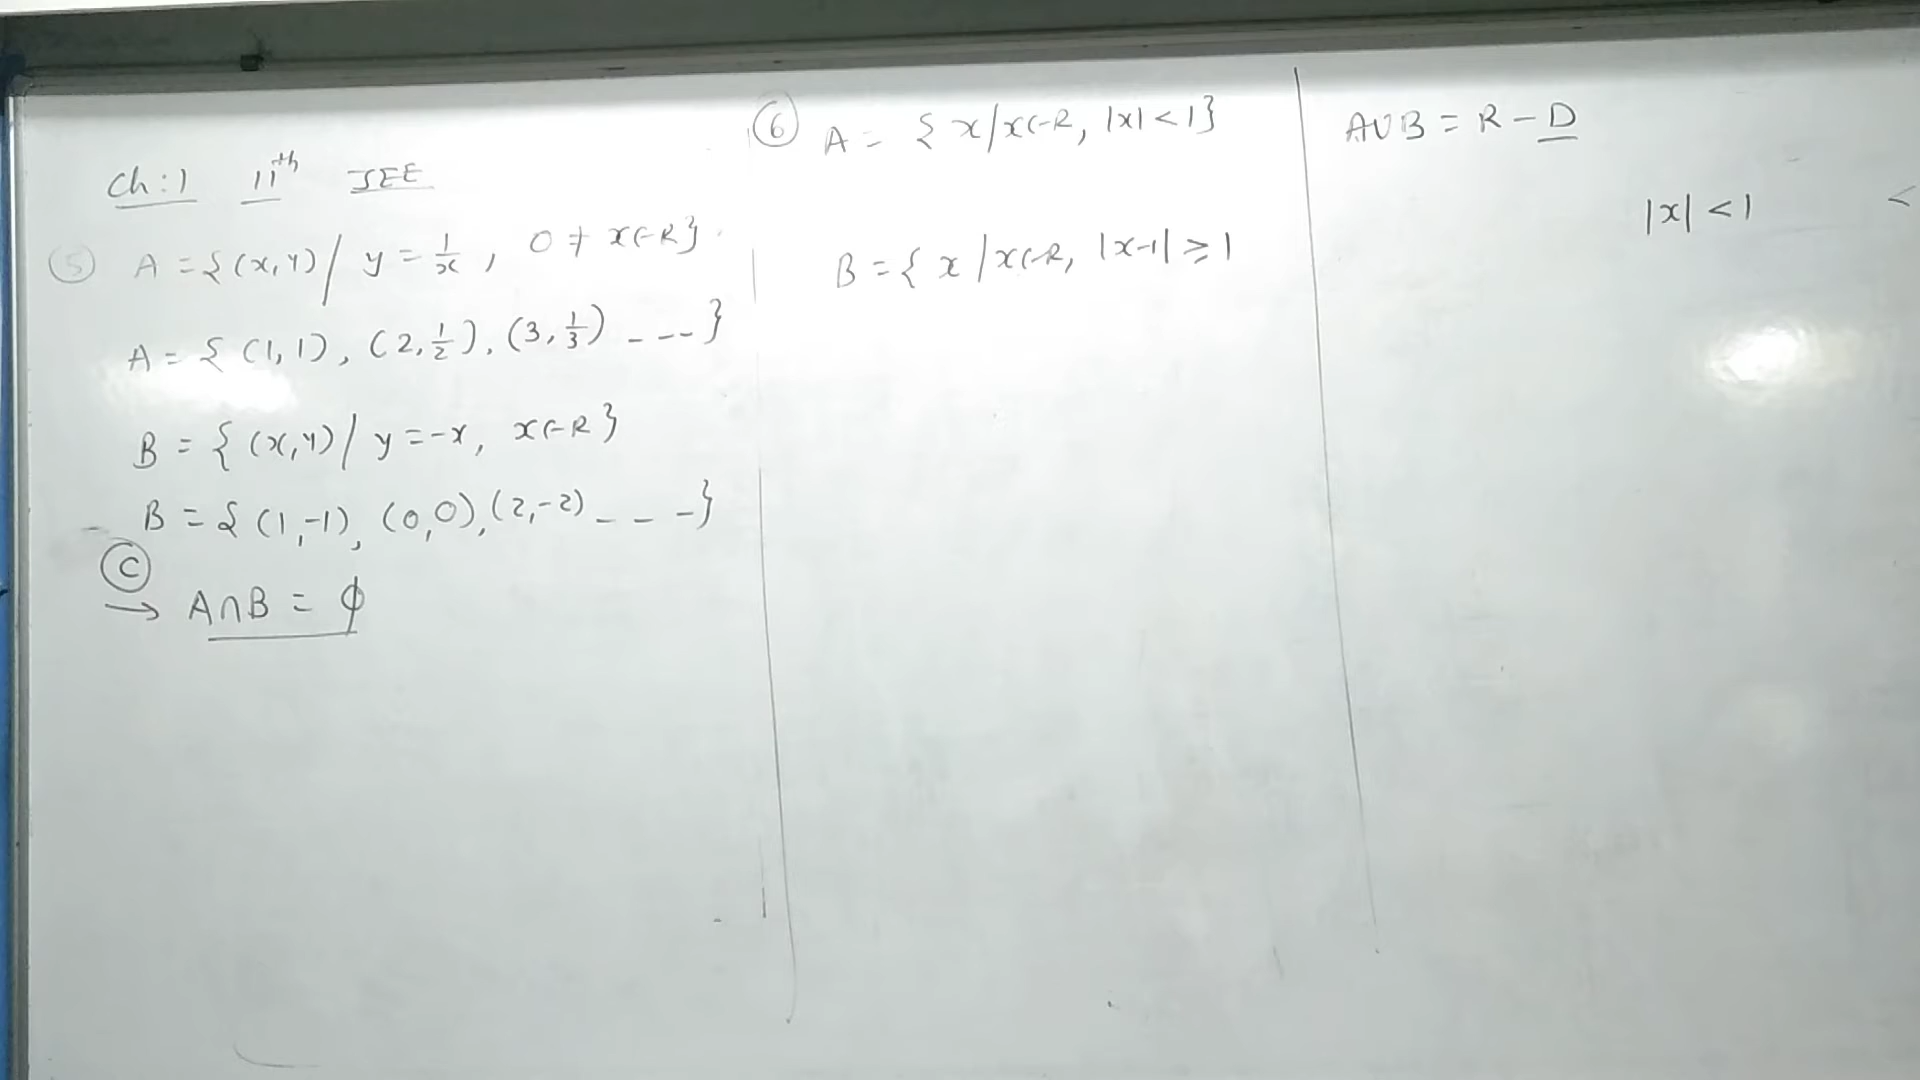 Ch:1 11th JEE
⑤ A = {(x,y)/ y = 1/x, 0 ≠ x∈R}
A = { (1,1), (2,1/2), (3,1/3) ---}
B = { (x,y)/ y=-x, x∈R}
B = { (1,-1), (0,0), (2,-2) - - -}
Ⓒ
→ A∩B = ϕ
⑥ A = { x/x∈R, |x|<1}
B = { x/x∈R, |x-1| ≥ 1
A∪B = R - D
|x| < 1
<